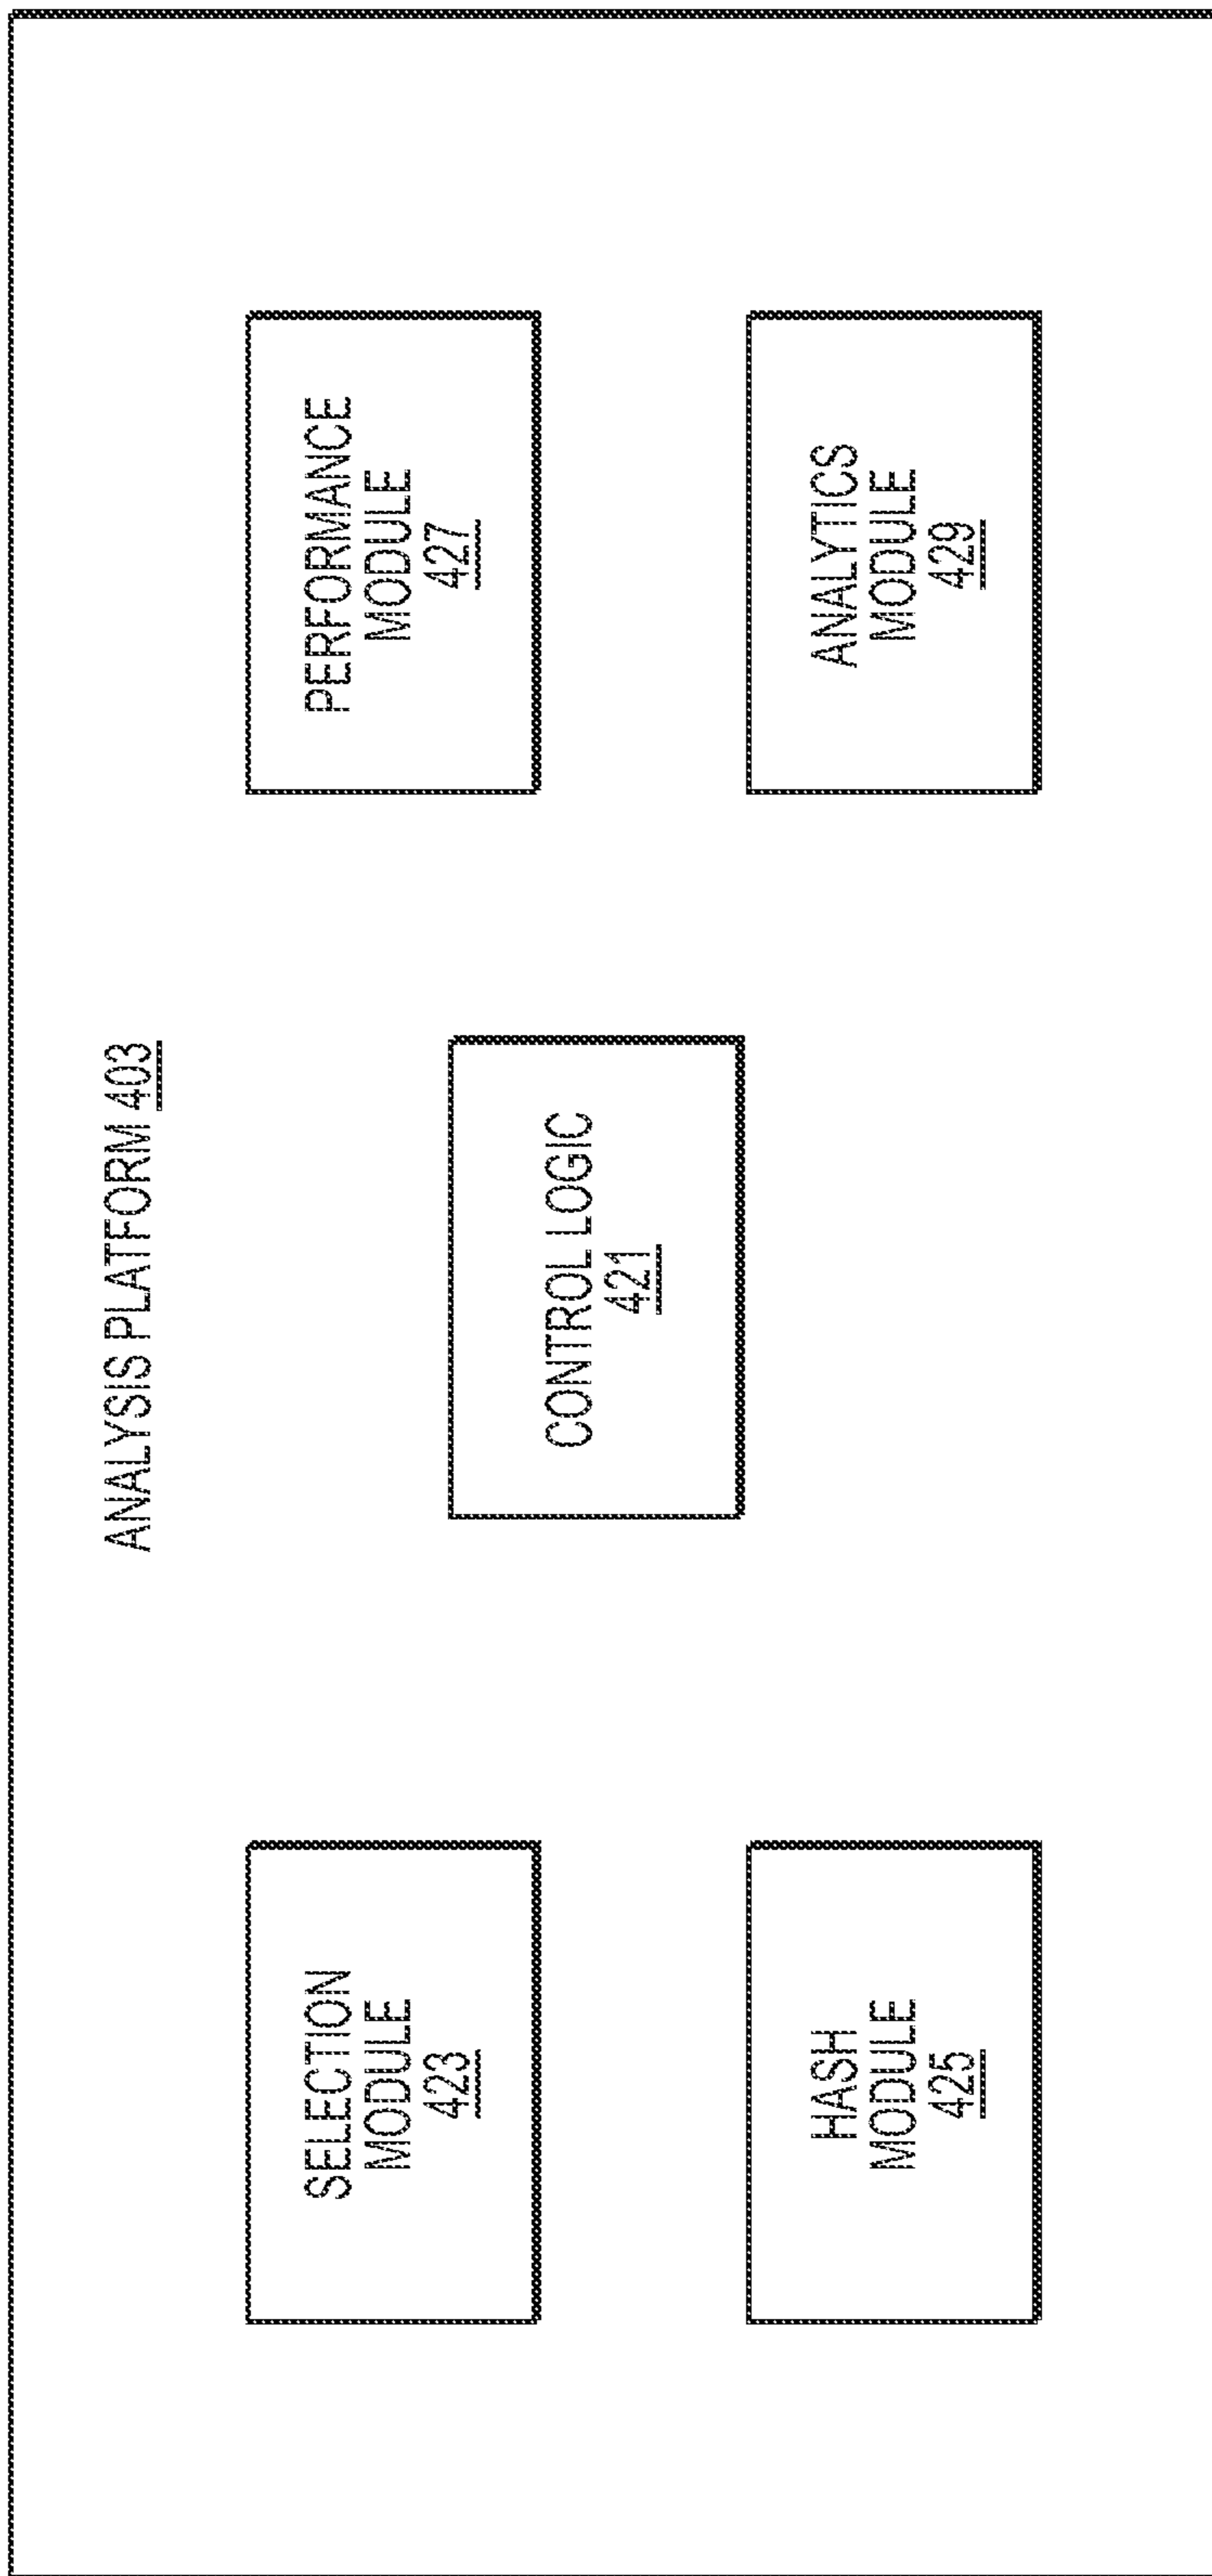 ANALYSIS PLATFORM 403
SELECTION
MODULE
423
PERFORMANCE
MODULE
427
CONTROL LOGIC
421
HASH
MODULE
425
ANALYTICS
MODULE
429